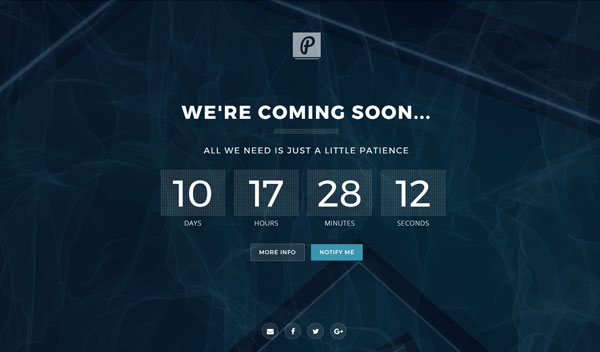 P
WE'RE COMING SOON...
ALL WE NEED IS JUST A LITTLE PATIENCE
10 17 28 12
DAYS HOURS MINUTES SECONDS
MORE INFO NOTIFY ME
f G+